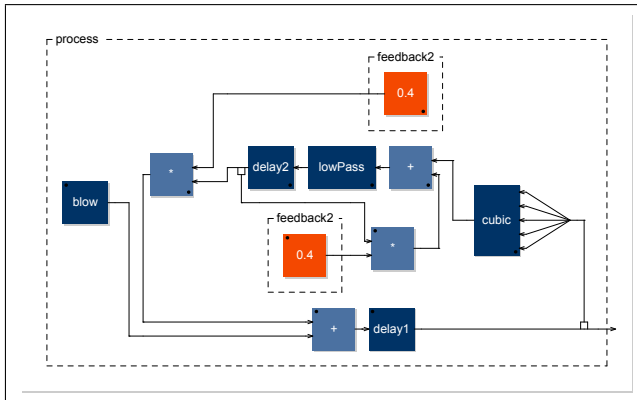 process
feedback2
0.4
*
delay2
lowPass
+
blow
cubic
feedback2
0.4
*
+
delay1